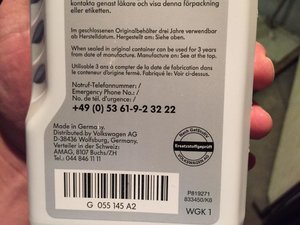 kontakta genast läkare och visa denna förpackning
eller etiketten.
Im geschlossenen Originalbehälter drei Jahre verwendbar
ab Herstelldatum. Hergestellt am: Siehe oben.
When sealed in original container can be used for 3 years
from date of manufacture. Manufacture on: See at the top.
Utilisable 3 ans à compter de la date de fabrication dans
le conteneur d'origine fermé. Fabriqué le: Voir ci-dessus.
Notruf-Telefonnummer/
Emergency Phone No./
No. de tél d'urgence/
+49 (0) 53 61-9-2 32 22
Made in Germany.
Distributed by Volkswagen AG
D-38436 Wolfsburg, Germany.
Verteiler in der Schweiz:
AMAG, 8107 Buchs/ZH
Tel.: 044 846 11 11
Ersatzstoffgeprüft
VOLKSWAGEN AG
G 055 145 A2
P819271
833450/K8
WGK 1